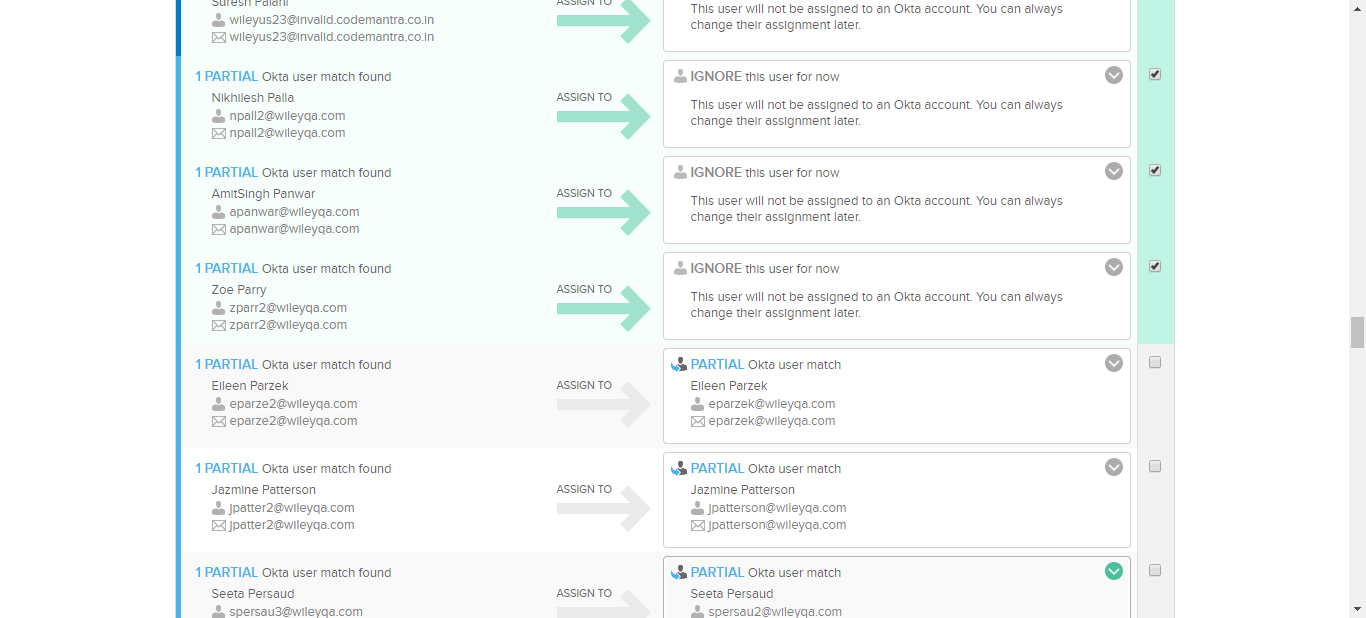 Suresh Palani
wileyus23@invalid.codemantra.co.in
wileyus23@invalid.codemantra.co.in
ASSIGN TO
This user will not be assigned to an Okta account. You can always
change their assignment later.
1 PARTIAL Okta user match found
Nikhilesh Palla
npall2@wileyqa.com
npall2@wileyqa.com
ASSIGN TO
IGNORE this user for now
This user will not be assigned to an Okta account. You can always
change their assignment later.
1 PARTIAL Okta user match found
AmitSingh Panwar
apanwar@wileyqa.com
apanwar@wileyqa.com
ASSIGN TO
IGNORE this user for now
This user will not be assigned to an Okta account. You can always
change their assignment later.
1 PARTIAL Okta user match found
Zoe Parry
zparr2@wileyqa.com
zparr2@wileyqa.com
ASSIGN TO
IGNORE this user for now
This user will not be assigned to an Okta account. You can always
change their assignment later.
1 PARTIAL Okta user match found
Eileen Parzek
eparze2@wileyqa.com
eparze2@wileyqa.com
ASSIGN TO
PARTIAL Okta user match
Eileen Parzek
eparzek@wileyqa.com
eparzek@wileyqa.com
1 PARTIAL Okta user match found
Jazmine Patterson
jpatter2@wileyqa.com
jpatter2@wileyqa.com
ASSIGN TO
PARTIAL Okta user match
Jazmine Patterson
jpatterson@wileyqa.com
jpatterson@wileyqa.com
1 PARTIAL Okta user match found
Seeta Persaud
spersau3@wileyqa.com
ASSIGN TO
PARTIAL Okta user match
Seeta Persaud
spersau2@wileyqa.com